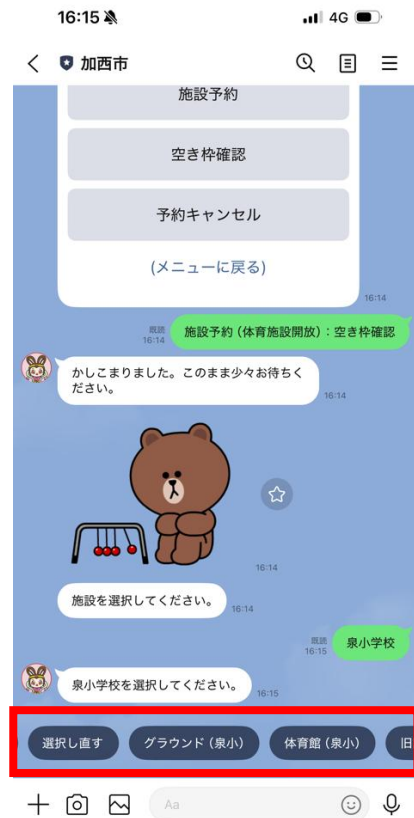 16:15
4G
加西市
施設予約
空き枠確認
予約キャンセル
(メニューに戻る)
16:14
既読
16:14
施設予約（体育施設開放）：空き枠確認
かしこまりました。このまま少々お待ちく
ださい。
16:14
16:14
施設を選択してください。
16:14
既読
16:15
泉小学校
泉小学校を選択してください。
16:15
選択し直す
グラウンド（泉小）
体育館（泉小）
旧
Aa